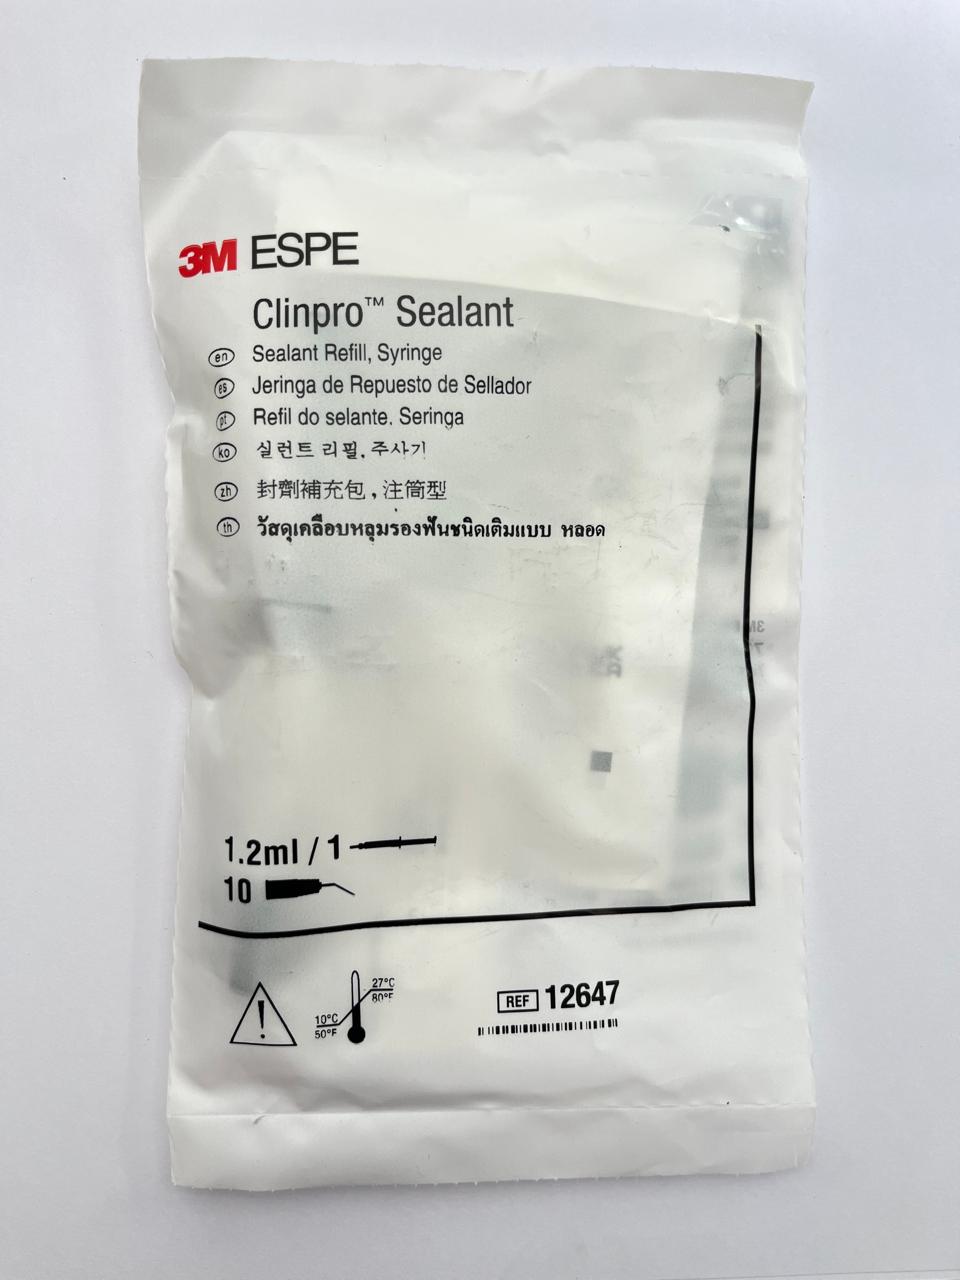 3M ESPE
Clinpro™ Sealant
en Sealant Refill, Syringe
es Jeringa de Repuesto de Sellador
pt Refil do selante. Seringa
ko 실런트 리필, 주사기
zh 封劑補充包，注筒型
th วัสดุเคลือบหลุมรองฟันชนิดเติมแบบ หลอด
1.2ml / 1
10
27°C
80°F
10°C
50°F
REF 12647